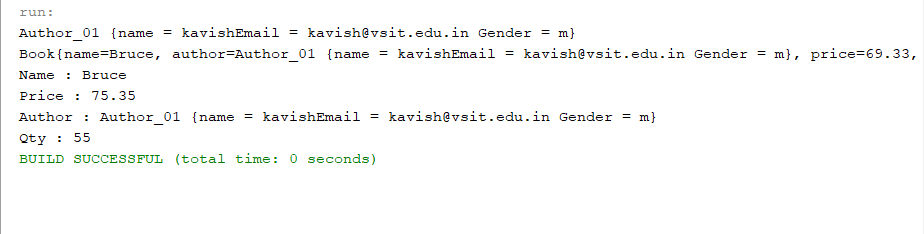 run:
Author_01 {name = kavishEmail = kavish@vsit.edu.in Gender = m}
Book{name=Bruce, author=Author_01 {name = kavishEmail = kavish@vsit.edu.in Gender = m}, price=69.33,
Name : Bruce
Price : 75.35
Author : Author_01 {name = kavishEmail = kavish@vsit.edu.in Gender = m}
Qty : 55
BUILD SUCCESSFUL (total time: 0 seconds)